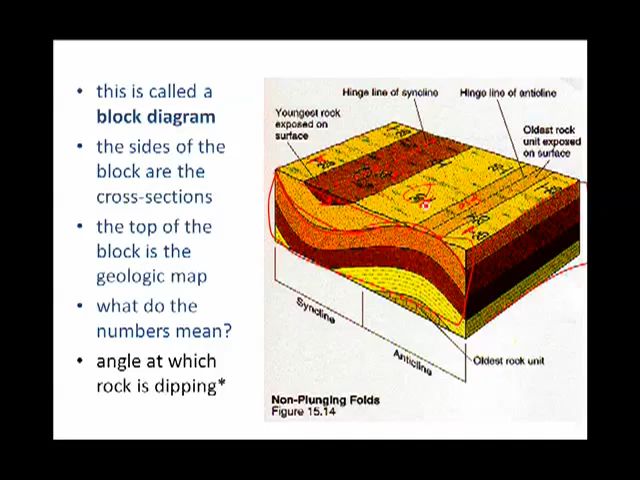 • this is called a
block diagram
• the sides of the
block are the
cross-sections
• the top of the
block is the
geologic map
• what do the
numbers mean?
• angle at which
rock is dipping*
Hinge line of syncline
Hinge line of anticline
Youngest rock
exposed on
surface
Oldest rock
unit exposed
on surface
Syncline
Anticline
Oldest rock unit
Non-Plunging Folds
Figure 15.14